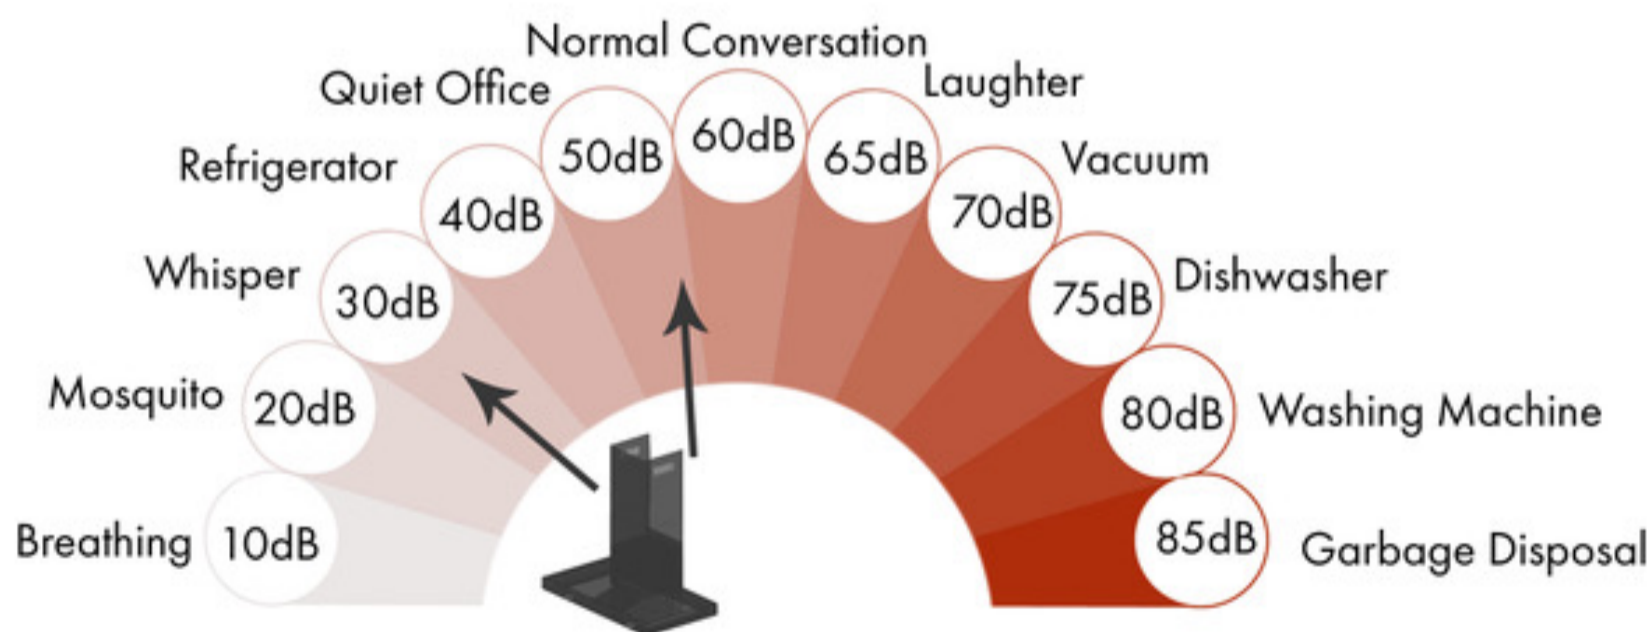 Normal Conversation
Quiet Office
Laughter
Refrigerator
Vacuum
Whisper
Dishwasher
Mosquito
Washing Machine
Breathing
Garbage Disposal
10dB
20dB
30dB
40dB
50dB
60dB
65dB
70dB
75dB
80dB
85dB